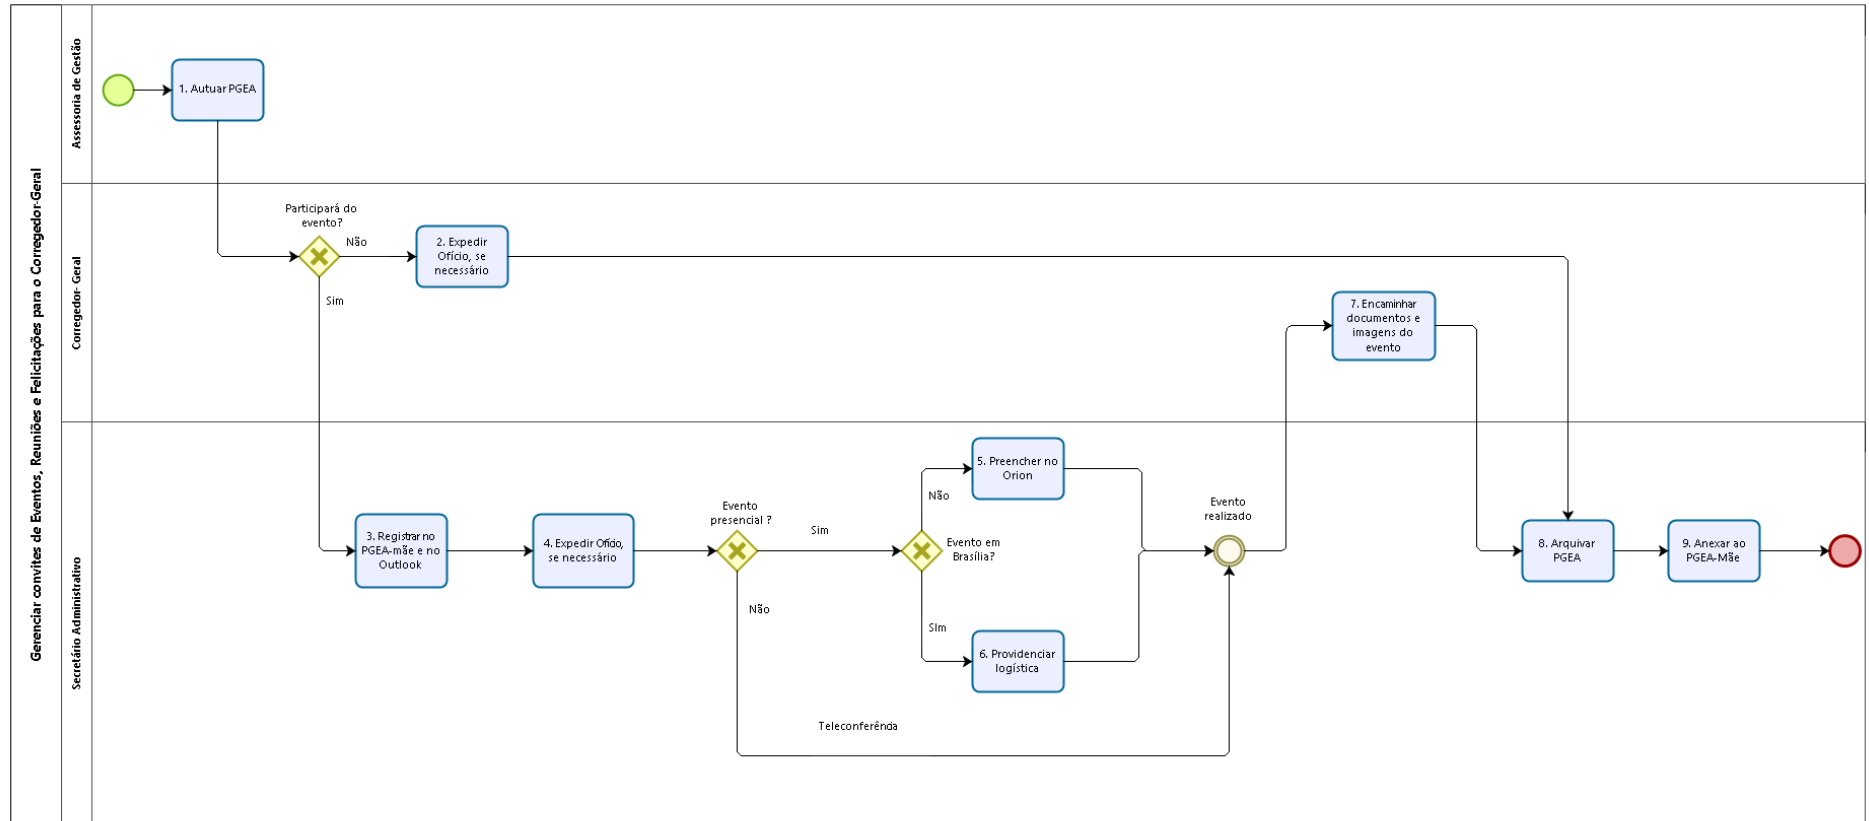 Gerenciar convites de Eventos, Reuniões e Felicitações para o Corregedor-Geral
Assessoria de Gestão
1. Autuar PGEA
Corregedor- Geral
Participará do
evento?
Não
Sim
2. Expedir
Ofício, se
necessário
7. Encaminhar
documentos e
imagens do
evento
Secretário Administrativo
3. Registrar no
PGEA-mãe e no
Outlook
4. Expedir Ofício,
se necessário
Evento
presencial ?
Sim
Não
Teleconferência
Evento em
Brasília?
Não
Sim
5. Preencher no
Orion
6. Providenciar
logística
Evento
realizado
8. Arquivar
PGEA
9. Anexar ao
PGEA-Mãe